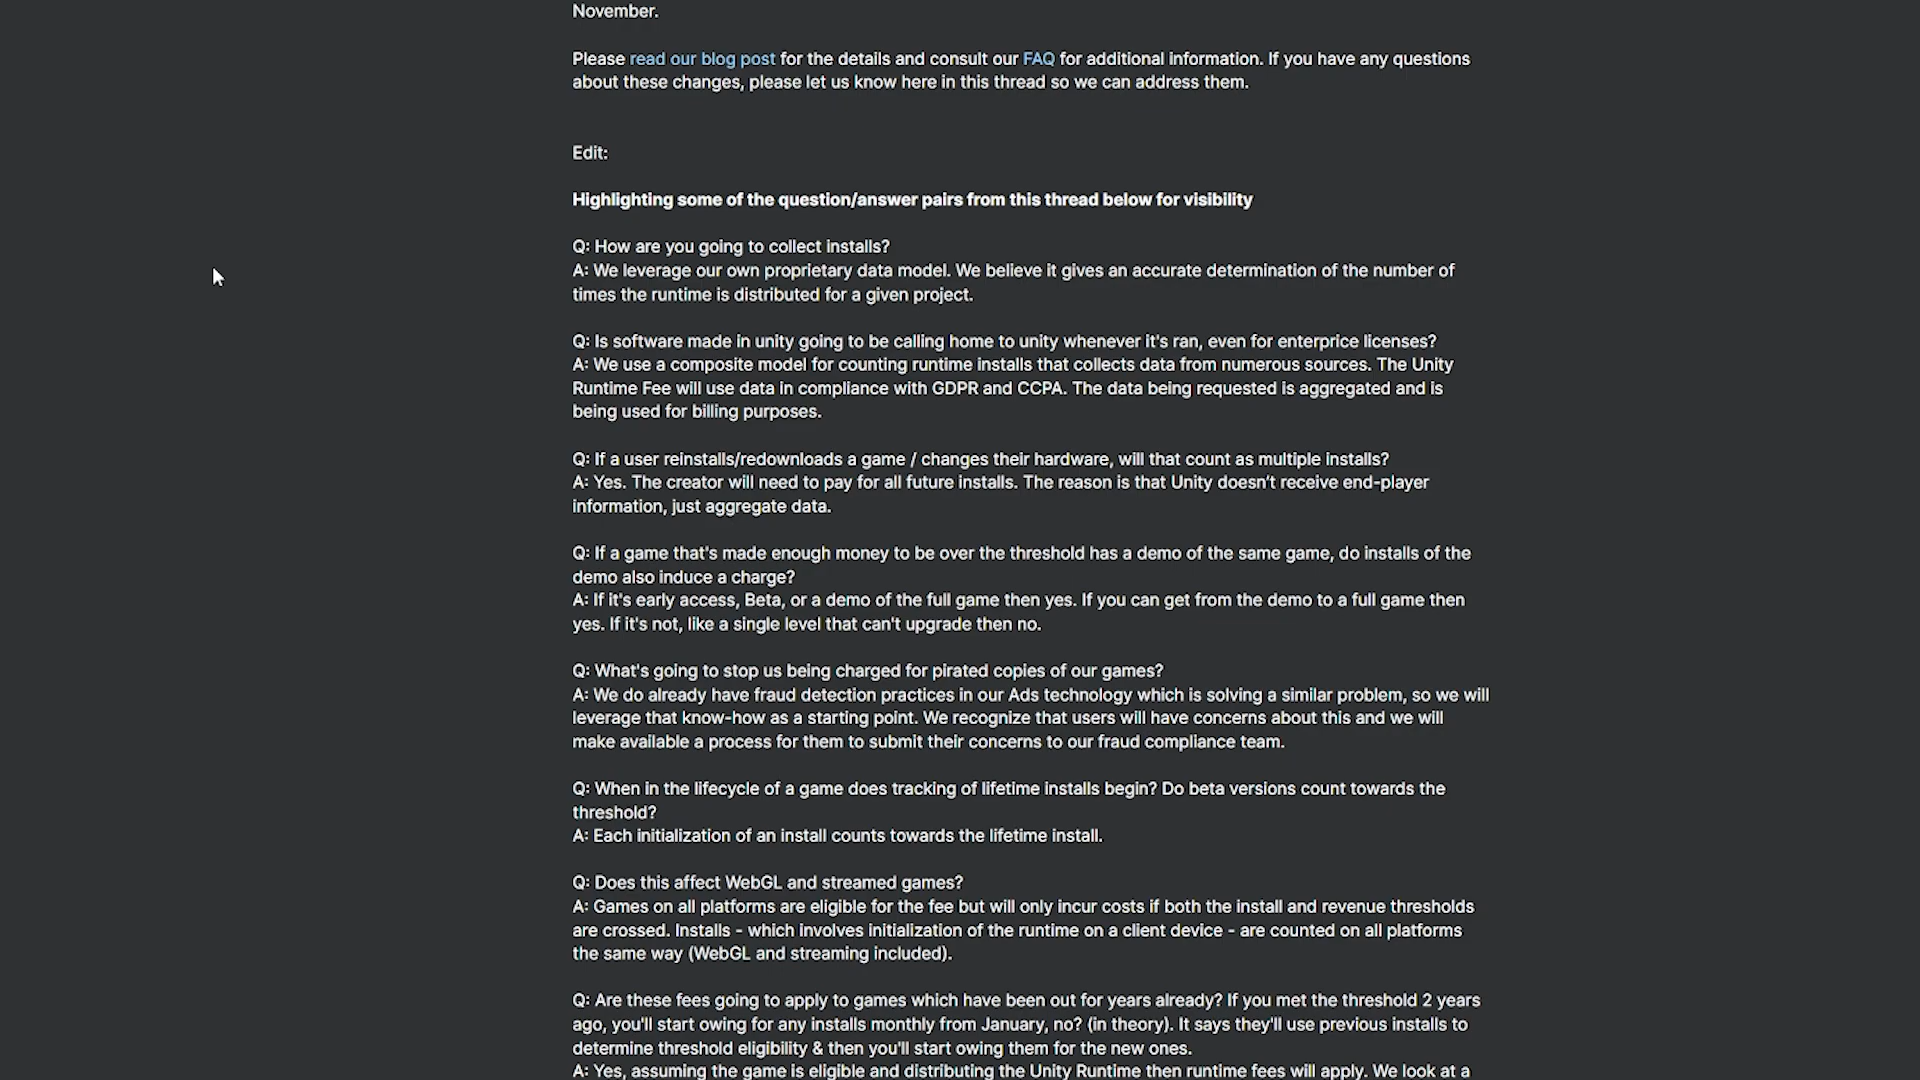 November.
Please read our blog post for the details and consult our FAQ for additional information. If you have any questions
about these changes, please let us know here in this thread so we can address them.
Edit:
Highlighting some of the question/answer pairs from this thread below for visibility
Q: How are you going to collect installs?
A: We leverage our own proprietary data model. We believe it gives an accurate determination of the number of
times the runtime is distributed for a given project.
Q: Is software made in unity going to be calling home to unity whenever it's ran, even for enterprice licenses?
A: We use a composite model for counting runtime installs that collects data from numerous sources. The Unity
Runtime Fee will use data in compliance with GDPR and CCPA. The data being requested is aggregated and is
being used for billing purposes.
Q: If a user reinstalls/redownloads a game / changes their hardware, will that count as multiple installs?
A: Yes. The creator will need to pay for all future installs. The reason is that Unity doesn’t receive end-player
information, just aggregate data.
Q: If a game that's made enough money to be over the threshold has a demo of the same game, do installs of the
demo also induce a charge?
A: If it's early access, Beta, or a demo of the full game then yes. If you can get from the demo to a full game then
yes. If it's not, like a single level that can't upgrade then no.
Q: What's going to stop us being charged for pirated copies of our games?
A: We do already have fraud detection practices in our Ads technology which is solving a similar problem, so we will
leverage that know-how as a starting point. We recognize that users will have concerns about this and we will
make available a process for them to submit their concerns to our fraud compliance team.
Q: When in the lifecycle of a game does tracking of lifetime installs begin? Do beta versions count towards the
threshold?
A: Each initialization of an install counts towards the lifetime install.
Q: Does this affect WebGL and streamed games?
A: Games on all platforms are eligible for the fee but will only incur costs if both the install and revenue thresholds
are crossed. Installs - which involves initialization of the runtime on a client device - are counted on all platforms
the same way (WebGL and streaming included).
Q: Are these fees going to apply to games which have been out for years already? If you met the threshold 2 years
ago, you'll start owing for any installs monthly from January, no? (in theory). It says they'll use previous installs to
determine threshold eligibility & then you'll start owing them for the new ones.
A: Yes, assuming the game is eligible and distributing the Unity Runtime then runtime fees will apply. We look at a